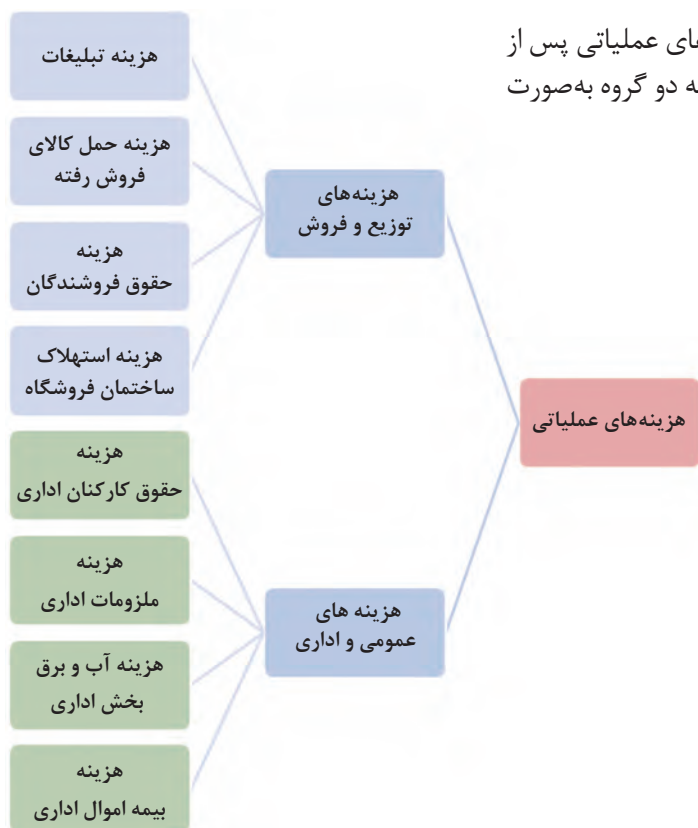 های عملیاتی پس از
ه دو گروه به‌صورت
هزینه‌های عملیاتی
هزینه‌های
توزیع و فروش
هزینه تبلیغات
هزینه حمل کالای
فروش رفته
هزینه
حقوق فروشندگان
هزینه استهلاک
ساختمان فروشگاه
هزینه های
عمومی و اداری
هزینه
حقوق کارکنان اداری
هزینه
ملزومات اداری
هزینه آب و برق
بخش اداری
هزینه
بیمه اموال اداری